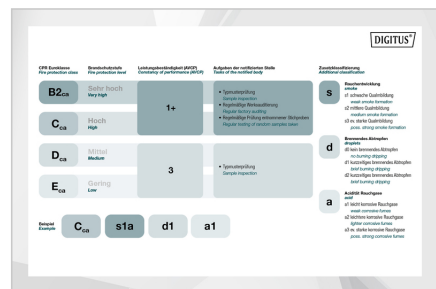 DIGITUS®
CPR Euroklasse
Fire protection class
Brandschutzstufe
Fire protection level
Leistungsbeständigkeit (AVCP)
Constancy of performance (AVCP)
Aufgaben der notifizierten Stelle
Tasks of the notified body
Zusatzklassifizierung
Additional classification
B2ca
Sehr hoch
Very high
Cca
Hoch
High
1+
• Typmusterprüfung
Sample inspection
• Regelmäßige Werksauditierung
Regular factory auditing
• Regelmäßige Prüfung entnommener Stichproben
Regular testing of random samples taken
Dca
Mittel
Medium
Eca
Gering
Low
3
• Typmusterprüfung
Sample inspection
s
Rauchentwicklung
smoke
s1 schwache Qualmbildung
weak smoke formation
s2 mittlere Qualmbildung
medium smoke formation
s3 ev. starke Qualmbildung
poss. strong smoke formation
d
Brennendes Abtropfen
droplets
d0 kein brennendes Abtropfen
no burning dripping
d1 kurzzeitiges brennendes Abtropfen
brief burning dripping
d2 kurzzeitiges brennendes Abtropfen
brief burning dripping
a
Acidität Rauchgase
acid
a1 leicht korrosive Rauchgase
weak corrosive fumes
a2 leichtere korrosive Rauchgase
lighter corrosive fumes
a3 ev. starke korrosive Rauchgase
poss. strong corrosive fumes
Beispiel
Example
Cca
s1a
d1
a1